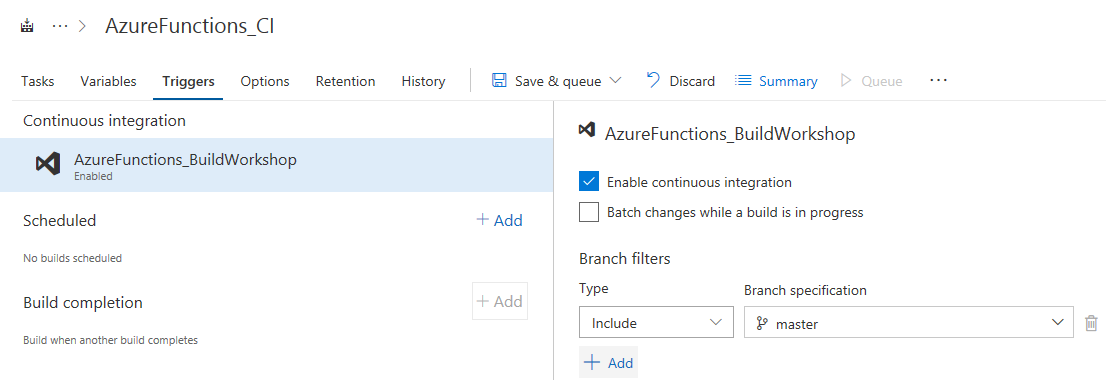 ··· > AzureFunctions_CI
Tasks Variables Triggers Options Retention History Save & queue Discard Summary Queue ···
Continuous integration
AzureFunctions_BuildWorkshop
Enabled
Scheduled + Add
No builds scheduled
Build completion + Add
Build when another build completes
AzureFunctions_BuildWorkshop
Enable continuous integration
Batch changes while a build is in progress
Branch filters
Type Branch specification
Include master
+ Add